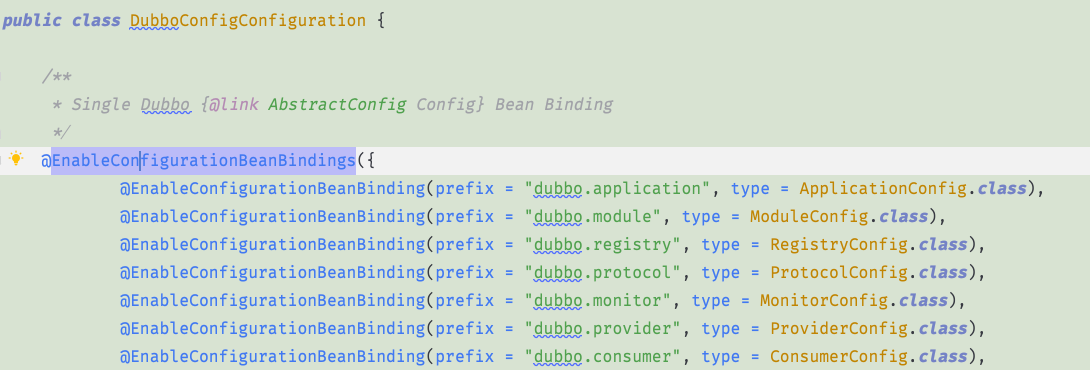 public class DubboConfigConfiguration {
/**
* Single Dubbo {@link AbstractConfig Config} Bean Binding
*/
@EnableConfigurationBeanBindings({
@EnableConfigurationBeanBinding(prefix = "dubbo.application", type = ApplicationConfig.class),
@EnableConfigurationBeanBinding(prefix = "dubbo.module", type = ModuleConfig.class),
@EnableConfigurationBeanBinding(prefix = "dubbo.registry", type = RegistryConfig.class),
@EnableConfigurationBeanBinding(prefix = "dubbo.protocol", type = ProtocolConfig.class),
@EnableConfigurationBeanBinding(prefix = "dubbo.monitor", type = MonitorConfig.class),
@EnableConfigurationBeanBinding(prefix = "dubbo.provider", type = ProviderConfig.class),
@EnableConfigurationBeanBinding(prefix = "dubbo.consumer", type = ConsumerConfig.class),